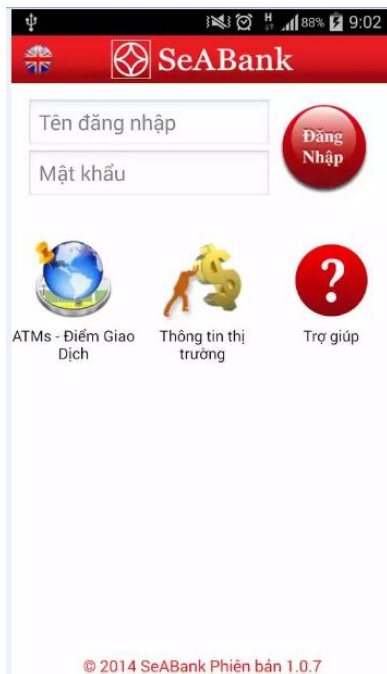 H 88% 9:02
SeABank
Tên đăng nhập
Mật khẩu
Đăng
Nhập
ATMs - Điểm Giao
Dịch
Thông tin thị
trường
Trợ giúp
© 2014 SeABank Phiên bản 1.0.7